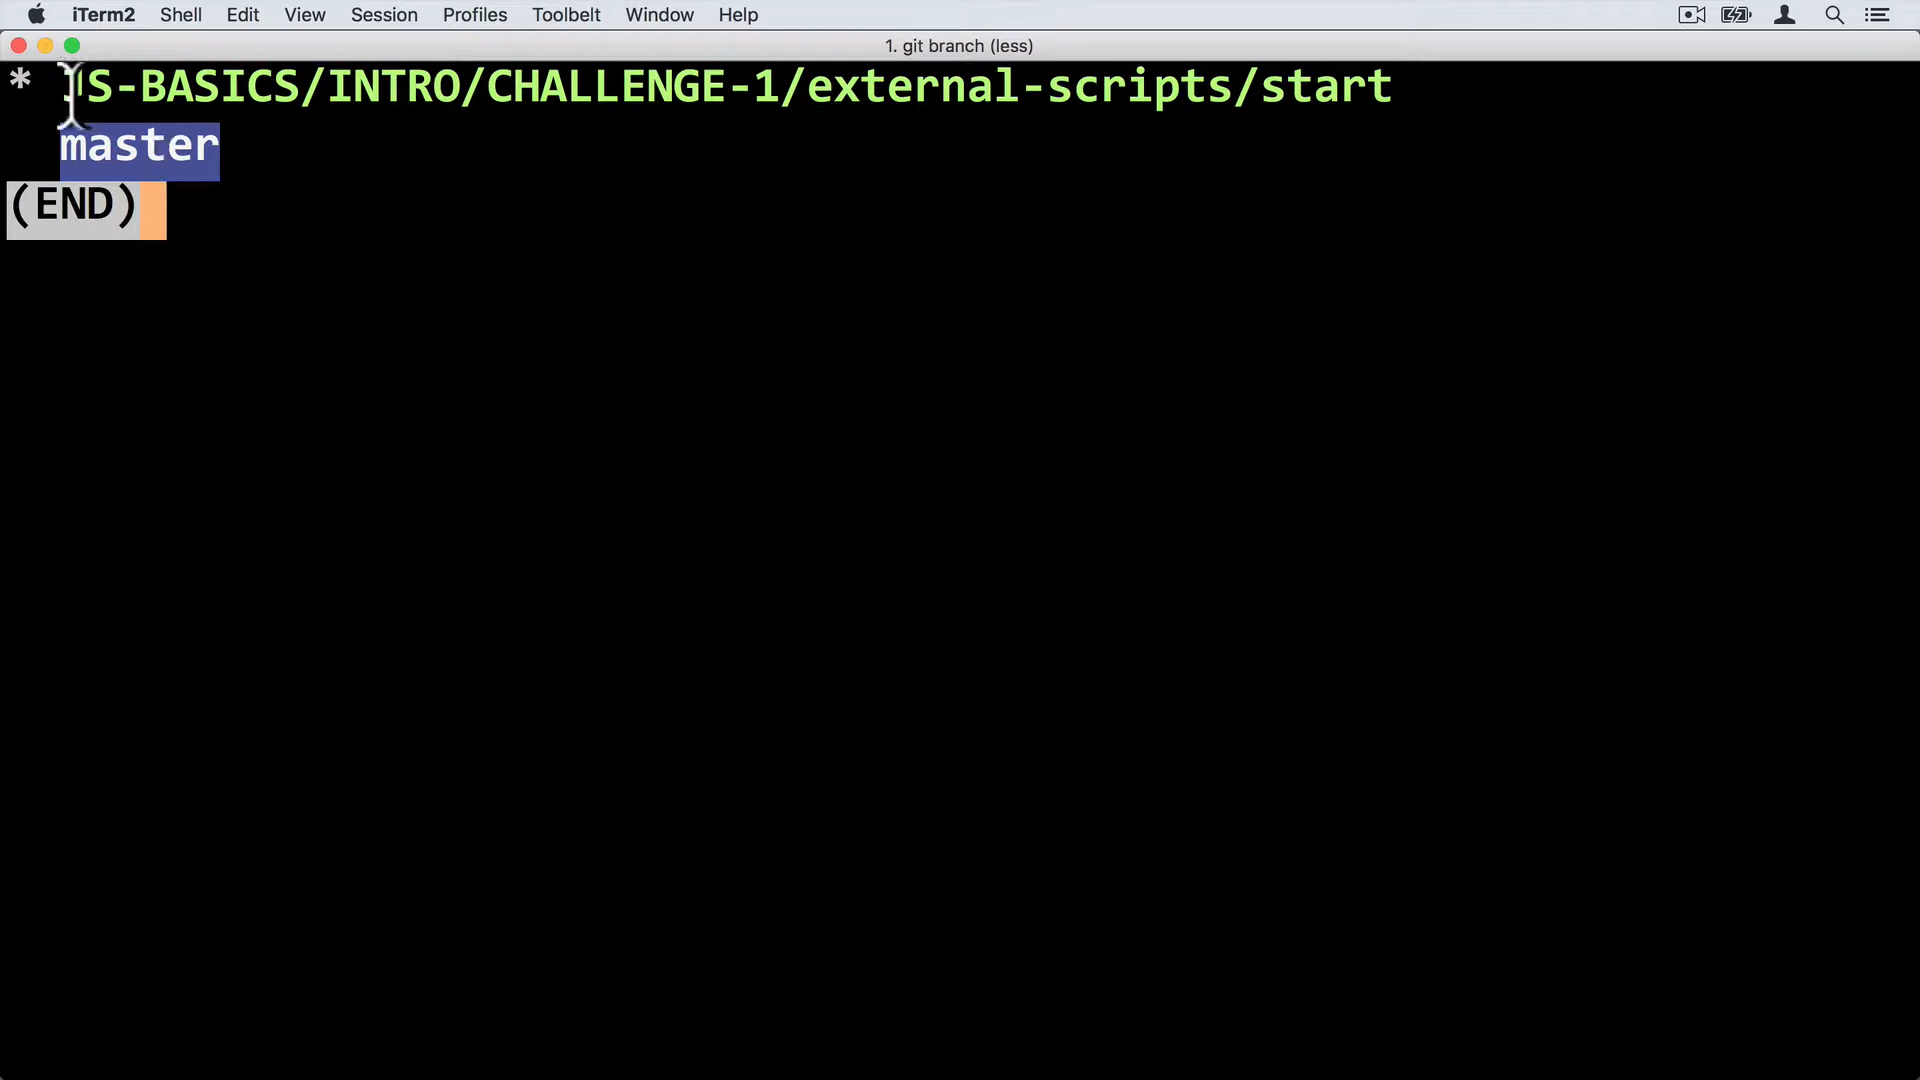 iTerm2 Shell Edit View Session Profiles Toolbelt Window Help
1. git branch (less)
* JS-BASICS/INTRO/CHALLENGE-1/external-scripts/start
master
(END)